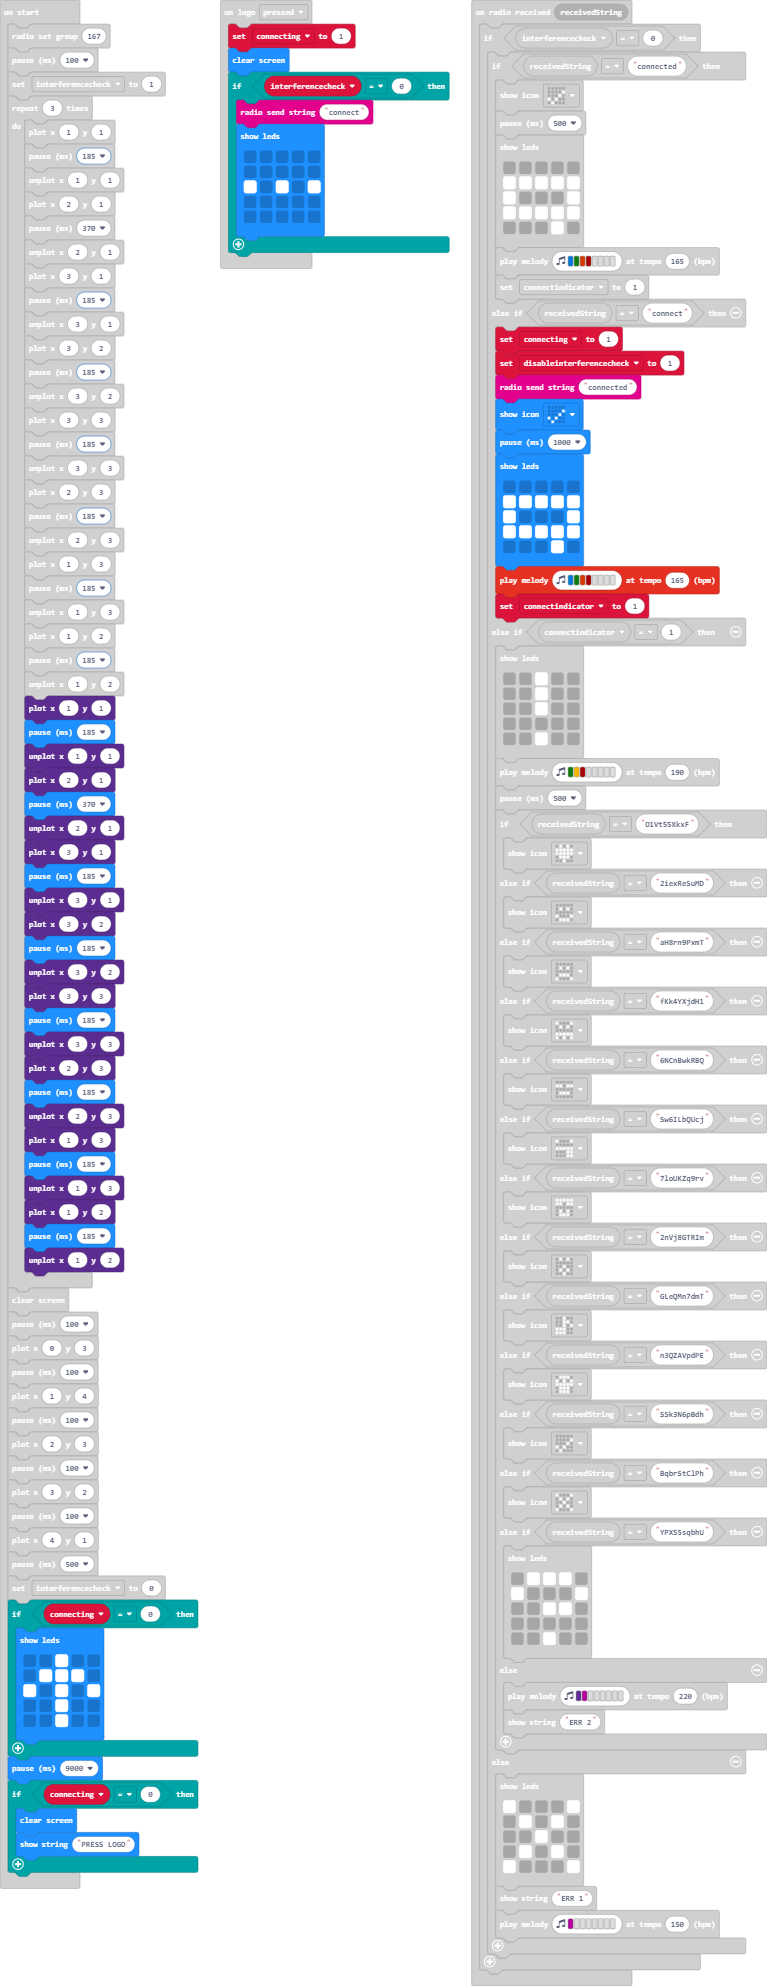 on start
radio set group 167
pause (ms) 100
set interferencecheck to 1
repeat 3 times
do
plot x 1 y 1
pause (ms) 185
unplot x 1 y 1
plot x 2 y 1
pause (ms) 370
unplot x 2 y 1
plot x 3 y 1
pause (ms) 185
unplot x 3 y 1
plot x 3 y 2
pause (ms) 185
unplot x 3 y 2
plot x 3 y 3
pause (ms) 185
unplot x 3 y 3
plot x 2 y 3
pause (ms) 185
unplot x 2 y 3
plot x 1 y 3
pause (ms) 185
unplot x 1 y 3
plot x 1 y 2
pause (ms) 185
unplot x 1 y 2
plot x 1 y 1
pause (ms) 185
unplot x 1 y 1
plot x 2 y 1
pause (ms) 370
unplot x 2 y 1
plot x 3 y 1
pause (ms) 185
unplot x 3 y 1
plot x 3 y 2
pause (ms) 185
unplot x 3 y 2
plot x 3 y 3
pause (ms) 185
unplot x 3 y 3
plot x 2 y 3
pause (ms) 185
unplot x 2 y 3
plot x 1 y 3
pause (ms) 185
unplot x 1 y 3
plot x 1 y 2
pause (ms) 185
unplot x 1 y 2
clear screen
pause (ms) 100
plot x 0 y 3
pause (ms) 100
plot x 1 y 4
pause (ms) 100
plot x 2 y 3
pause (ms) 100
plot x 3 y 2
pause (ms) 100
plot x 4 y 1
pause (ms) 500
set interferencecheck to 0
if connecting = 0 then
show leds
pause (ms) 9000
if connecting = 0 then
clear screen
show string "PRESS LOGO"
on logo pressed
set connecting to 1
clear screen
if interferencecheck = 0 then
radio send string "connect"
show leds
on radio received receivedString
if interferencecheck = 0 then
if receivedString = "connected" then
show icon
pause (ms) 500
show leds
play melody at tempo 165 (bpm)
set connectindicator to 1
else if receivedString = "connect" then
set connecting to 1
set disableinterferencecheck to 1
radio send string "connected"
show icon
pause (ms) 1000
show leds
play melody at tempo 165 (bpm)
set connectindicator to 1
else if connectindicator = 1 then
show leds
play melody at tempo 190 (bpm)
pause (ms) 500
if receivedString = "O1VtS5XkxF" then
show icon
else if receivedString = "2iexReSuMD" then
show icon
else if receivedString = "aH8rn9PxmT" then
show icon
else if receivedString = "fKk4YXjdH1" then
show icon
else if receivedString = "6NCnBwkRBQ" then
show icon
else if receivedString = "Sw6ILbQUcj" then
show icon
else if receivedString = "7loUKZq9rv" then
show icon
else if receivedString = "2nVj8GTRIm" then
show icon
else if receivedString = "GLeQMn7dmT" then
show icon
else if receivedString = "n3QZAVpdPE" then
show icon
else if receivedString = "SSk3N6pBdh" then
show icon
else if receivedString = "BqbrStClPh" then
show icon
else if receivedString = "YPX55sqbhU" then
show leds
else
play melody at tempo 220 (bpm)
show string "ERR 2"
else
show leds
show string "ERR 1"
play melody at tempo 150 (bpm)